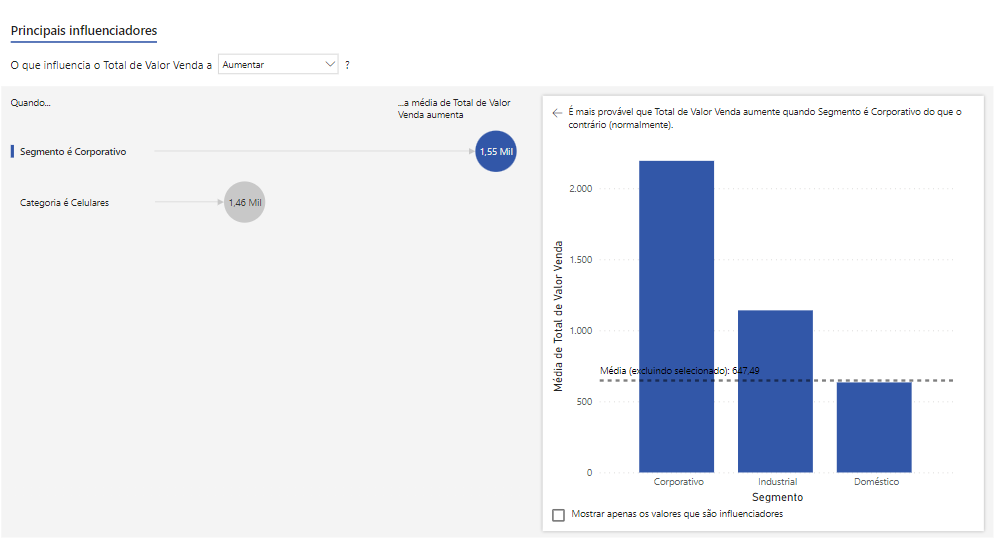 Principais influenciadores
O que influencia o Total de Valor Venda a Aumentar ?
Quando...
...a média de Total de Valor
Venda aumenta
Segmento é Corporativo
1,55 Mil
Categoria é Celulares
1,46 Mil
É mais provável que Total de Valor Venda aumente quando Segmento é Corporativo do que o
contrário (normalmente).
Média de Total de Valor Venda
2.000
1.500
1.000
500
0
Média (excluindo selecionado): 647,49
Corporativo
Industrial
Doméstico
Segmento
Mostrar apenas os valores que são influenciadores